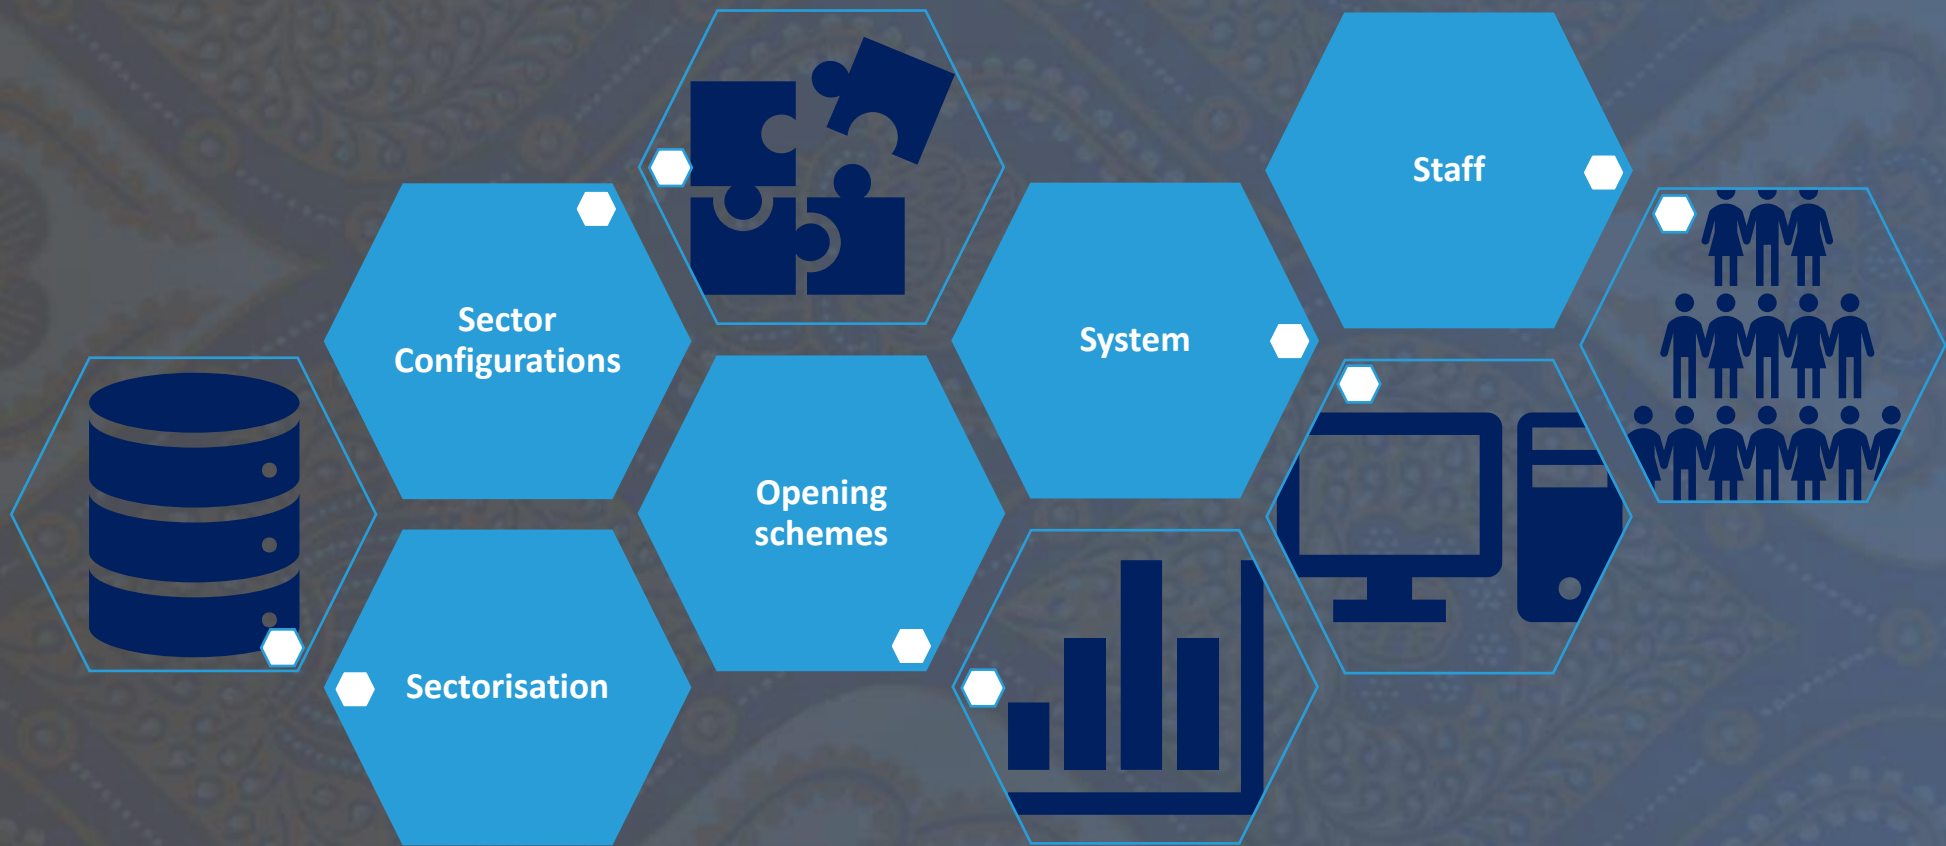 Sector
Configurations
Sectorisation
Opening
schemes
System
Staff